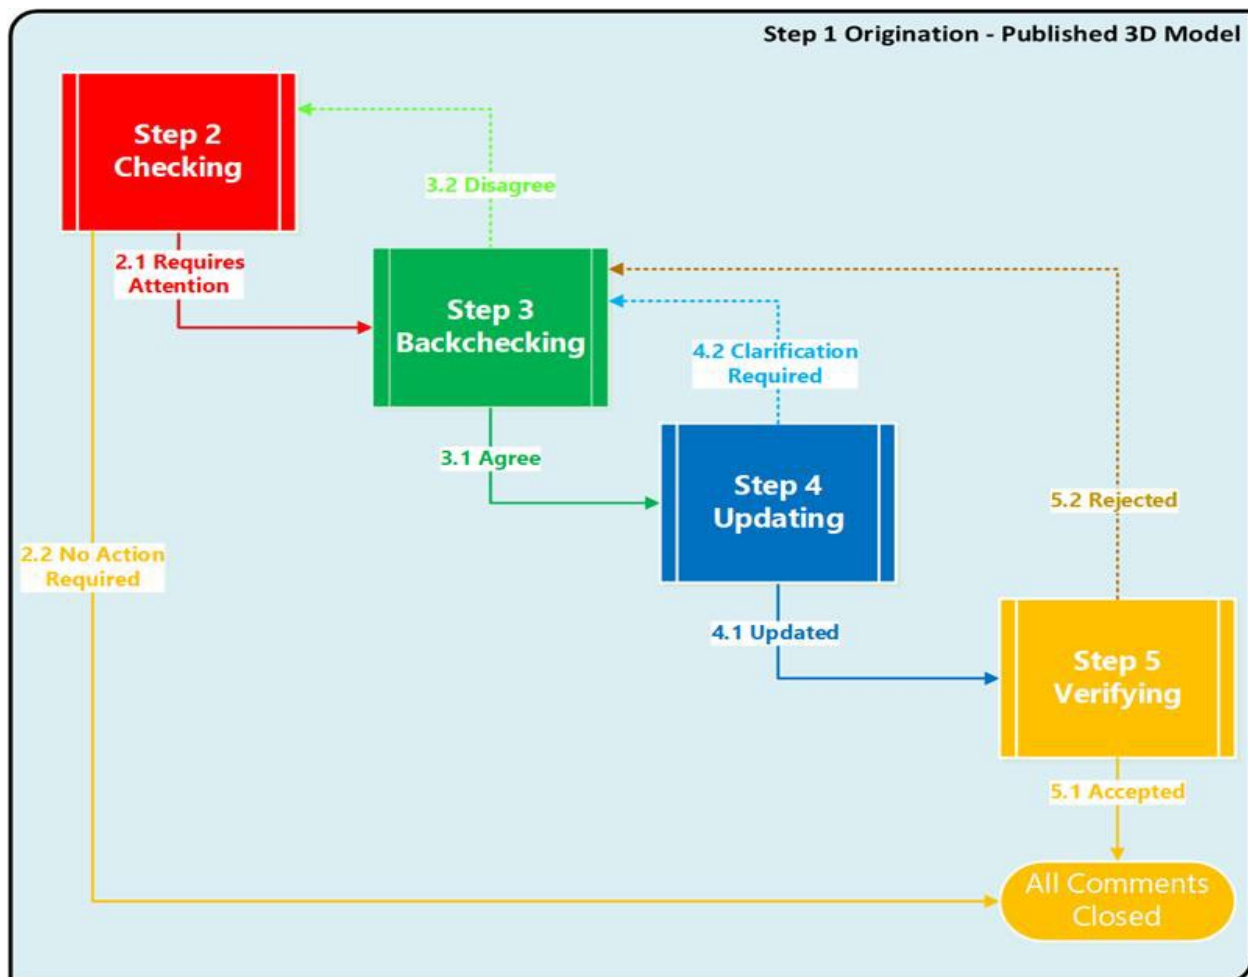 Step 1 Origination - Published 3D Model
Step 2
Checking
3.2 Disagree
2.1 Requires
Attention
Step 3
Backchecking
4.2 Clarification
Required
3.1 Agree
Step 4
Updating
5.2 Rejected
2.2 No Action
Required
4.1 Updated
Step 5
Verifying
5.1 Accepted
All Comments
Closed